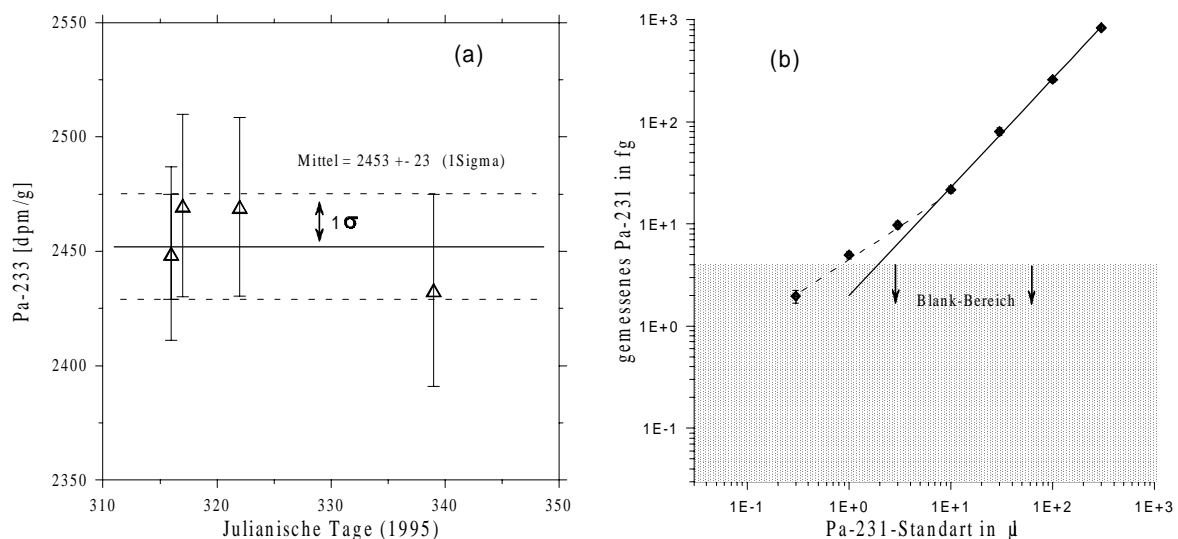 (a)
2550
2500
2450
2400
2350
Pa-233 [dpm/g]
Mittel = 2453 +- 23 (1Sigma)
1σ
310
320
330
340
350
Julianische Tage (1995)
(b)
1E+3
1E+2
1E+1
1E+0
1E-1
gemessenes Pa-231 in fg
Blank-Bereich
1E-1
1E+0
1E+1
1E+2
1E+3
Pa-231-Standart in μl